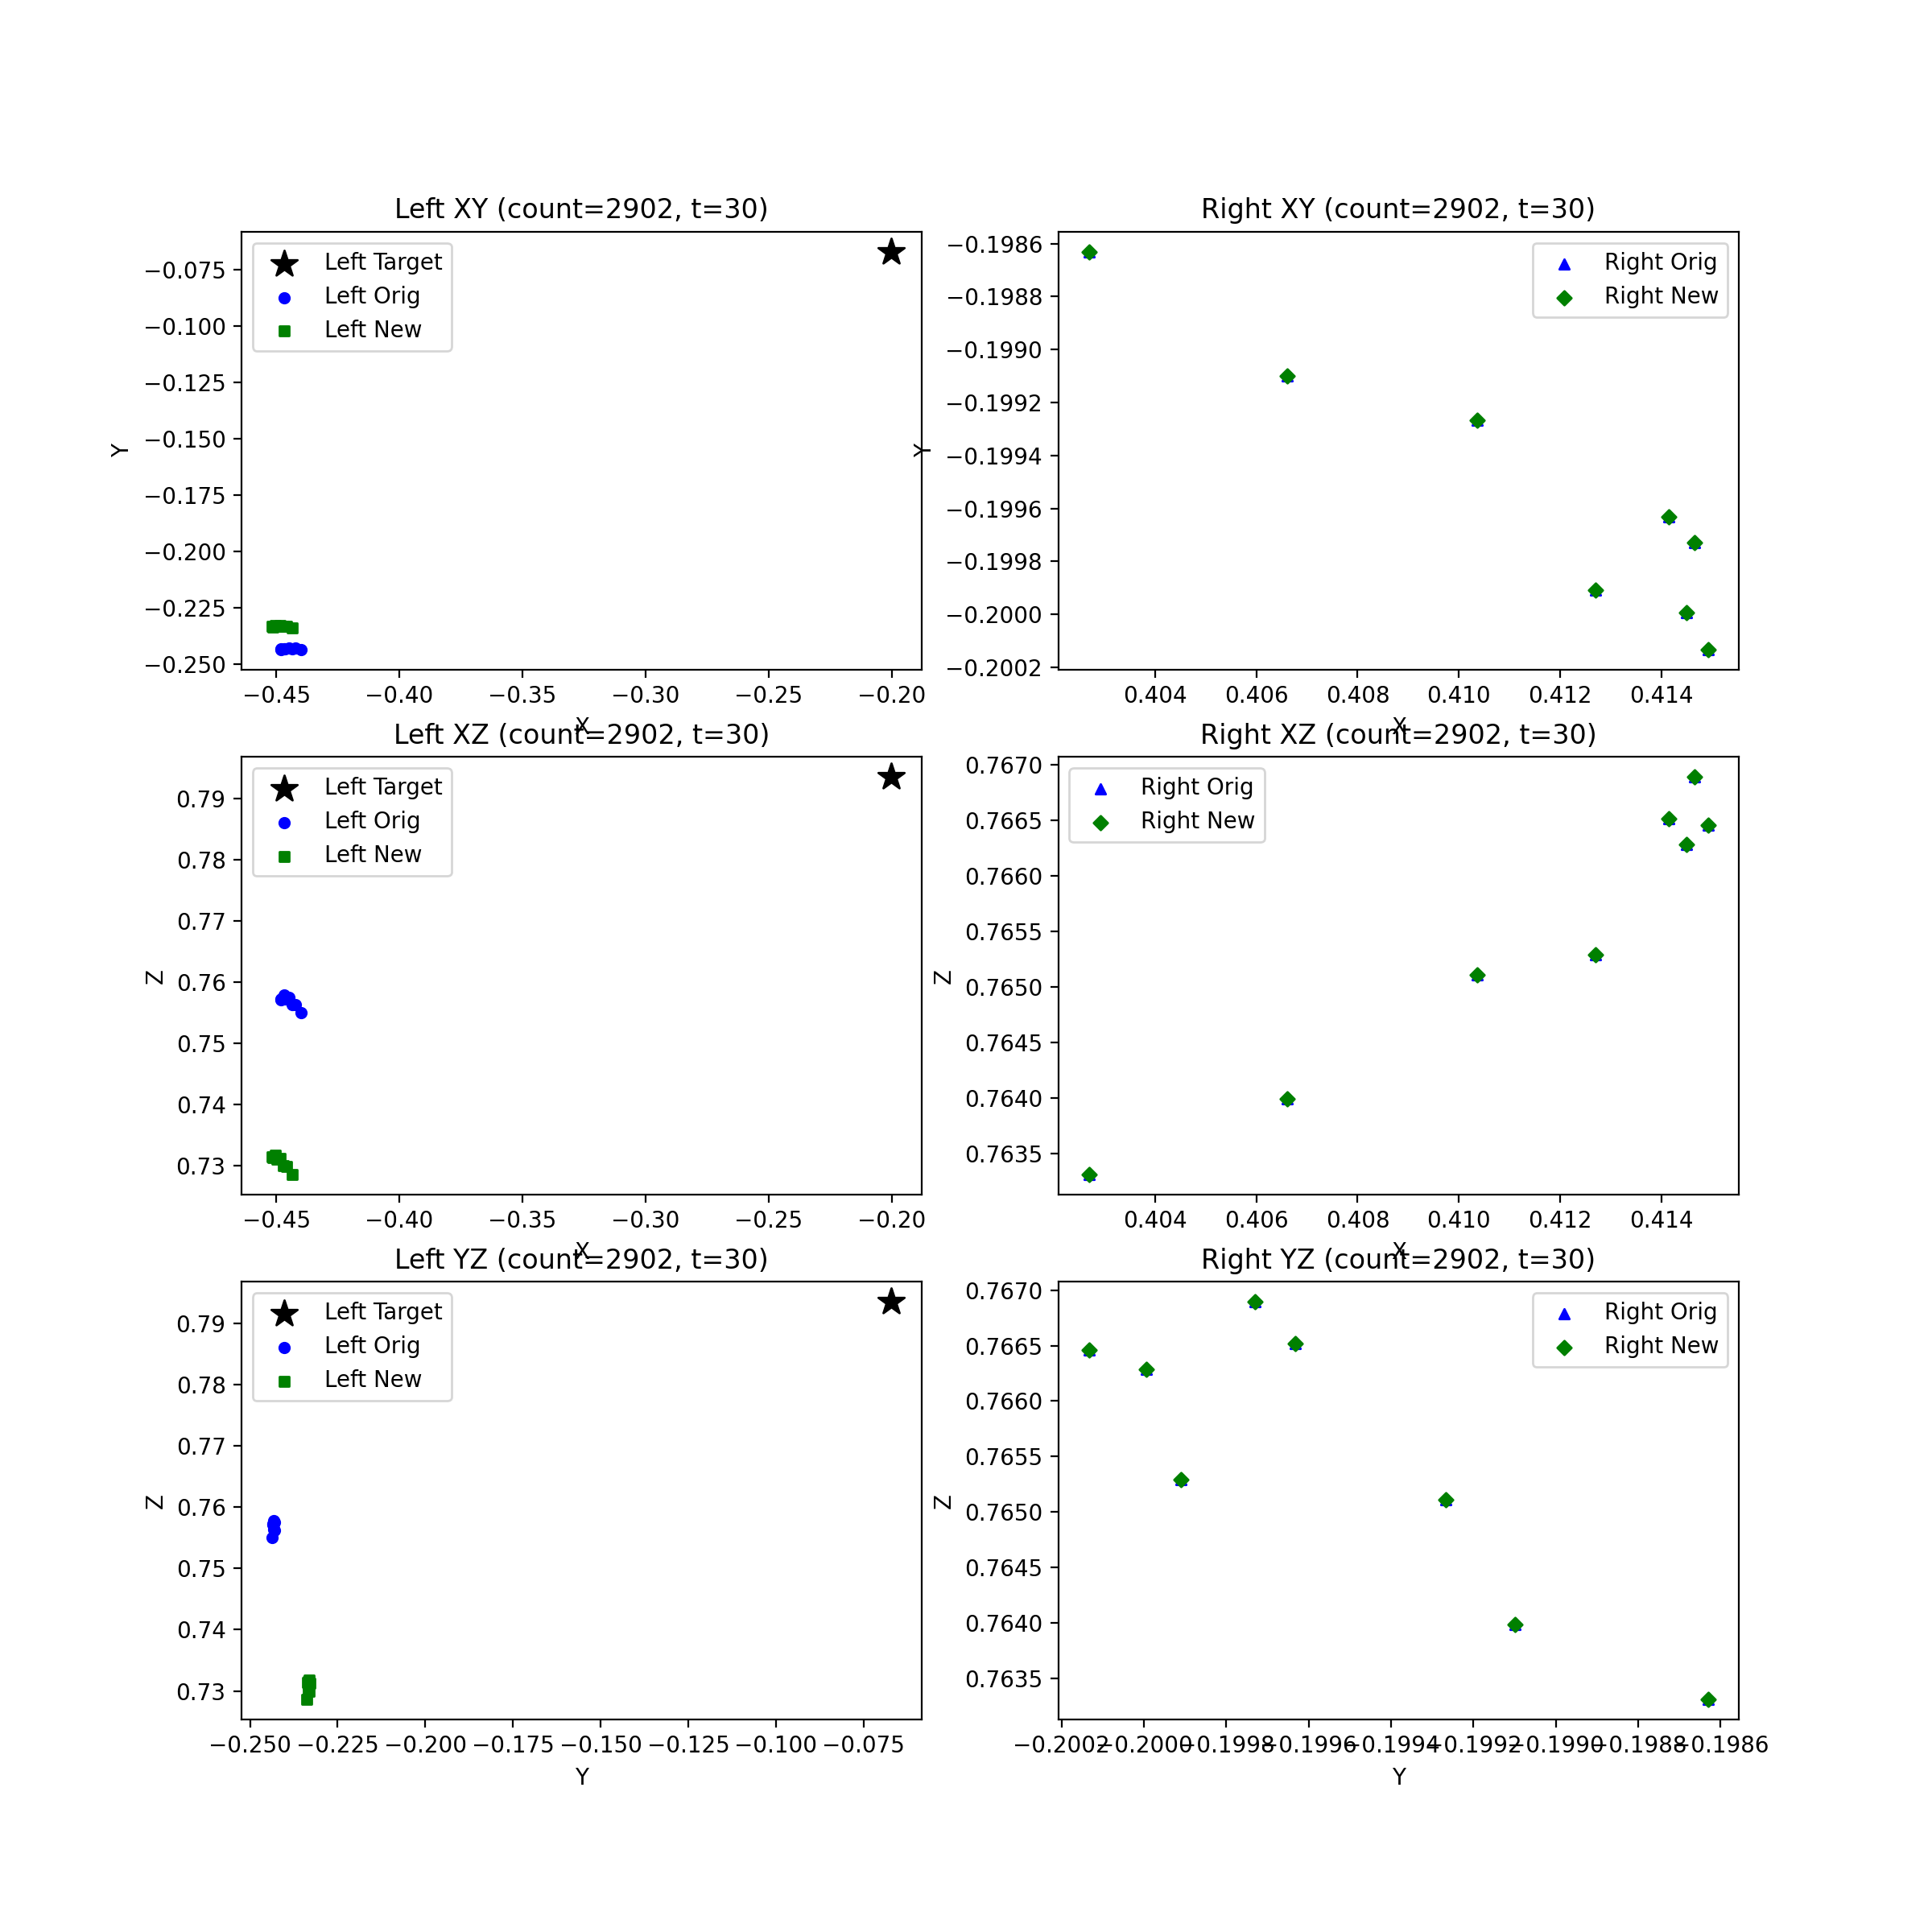 Left XY (count=2902, t=30)
Left Target
Left Orig
Left New
−0.075
−0.100
−0.125
−0.150
−0.175
−0.200
−0.225
−0.250
Y
−0.45 −0.40 −0.35 −0.30 −0.25 −0.20
X
Right XY (count=2902, t=30)
Right Orig
Right New
−0.1986
−0.1988
−0.1990
−0.1992
−0.1994
−0.1996
−0.1998
−0.2000
−0.2002
Y
0.404 0.406 0.408 0.410 0.412 0.414
X
Left XZ (count=2902, t=30)
Left Target
Left Orig
Left New
0.79
0.78
0.77
0.76
0.75
0.74
0.73
Z
−0.45 −0.40 −0.35 −0.30 −0.25 −0.20
X
Right XZ (count=2902, t=30)
Right Orig
Right New
0.7670
0.7665
0.7660
0.7655
0.7650
0.7645
0.7640
0.7635
Z
0.404 0.406 0.408 0.410 0.412 0.414
X
Left YZ (count=2902, t=30)
Left Target
Left Orig
Left New
0.79
0.78
0.77
0.76
0.75
0.74
0.73
Z
−0.250 −0.225 −0.200 −0.175 −0.150 −0.125 −0.100 −0.075
Y
Right YZ (count=2902, t=30)
Right Orig
Right New
0.7670
0.7665
0.7660
0.7655
0.7650
0.7645
0.7640
0.7635
Z
−0.2002 −0.2000 −0.1998 −0.1996 −0.1994 −0.1992 −0.1990 −0.1988 −0.1986
Y